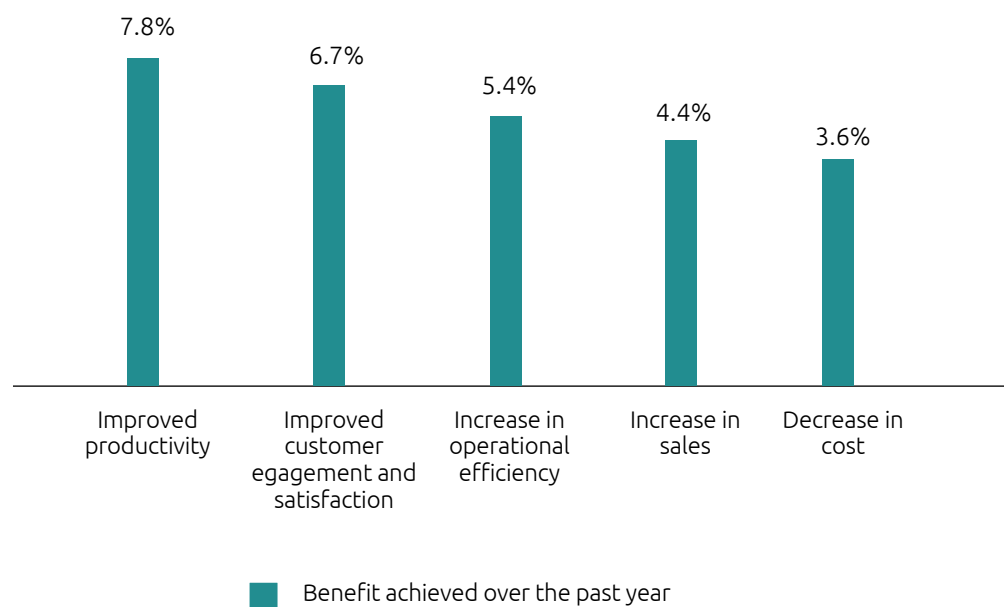 7.8%
6.7%
5.4%
4.4%
3.6%
Improved
productivity
Improved
customer
egagement and
satisfaction
Increase in
operational
efficiency
Increase in
sales
Decrease in
cost
Benefit achieved over the past year